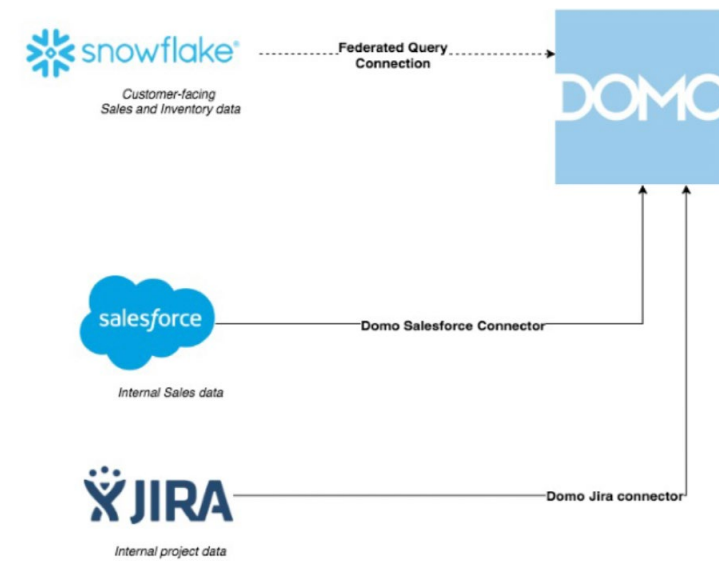 snowflake®
Federated Query
Connection
DOMO
Customer-facing
Sales and Inventory data
salesforce
Domo Salesforce Connector
Internal Sales data
JIRA
Domo Jira connector
Internal project data